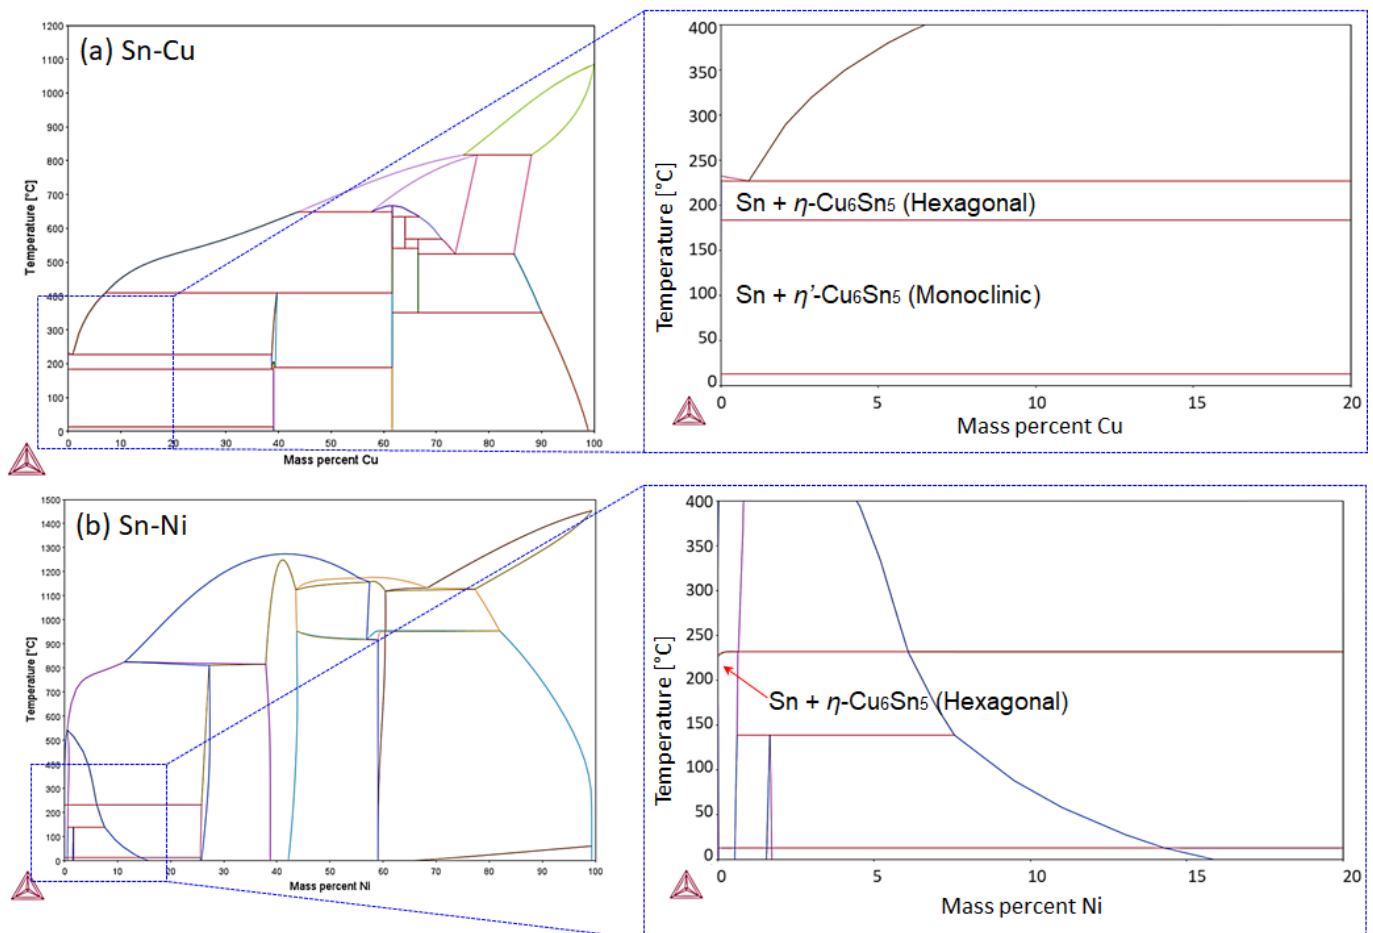 (a) Sn-Cu
1200
1100
1000
900
800
700
600
500
400
300
200
100
0
Temperature [°C]
0 10 20 30 40 50 60 70 80 90 100
Mass percent Cu
400
350
300
250
200
150
100
50
0
Temperature [°C]
Sn + η-Cu6Sn5 (Hexagonal)
Sn + η'-Cu6Sn5 (Monoclinic)
0 5 10 15 20
Mass percent Cu
(b) Sn-Ni
1500
1400
1300
1200
1100
1000
900
800
700
600
500
400
300
200
100
0
Temperature [°C]
0 10 20 30 40 50 60 70 80 90 100
Mass percent Ni
400
350
300
230
200
150
100
50
0
Temperature [°C]
Sn + η-Cu6Sn5 (Hexagonal)
0 5 10 15 20
Mass percent Ni